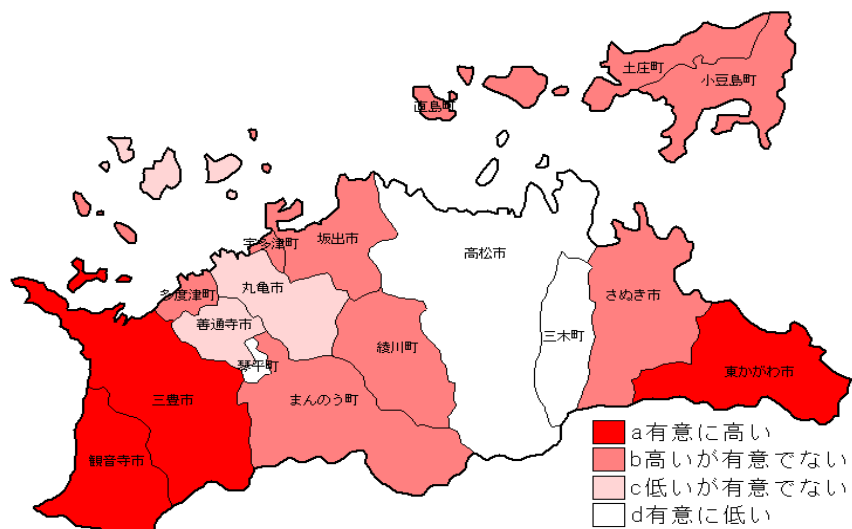 土庄町
小豆島町
直島町
宇多津町
坂出市
高松市
丸亀市
多度津町
さぬき市
善通寺市
三木町
綾川町
琴平町
東かがわ市
三豊市
まんのう町
観音寺市
a有意に高い
b高いが有意でない
c低いが有意でない
d有意に低い